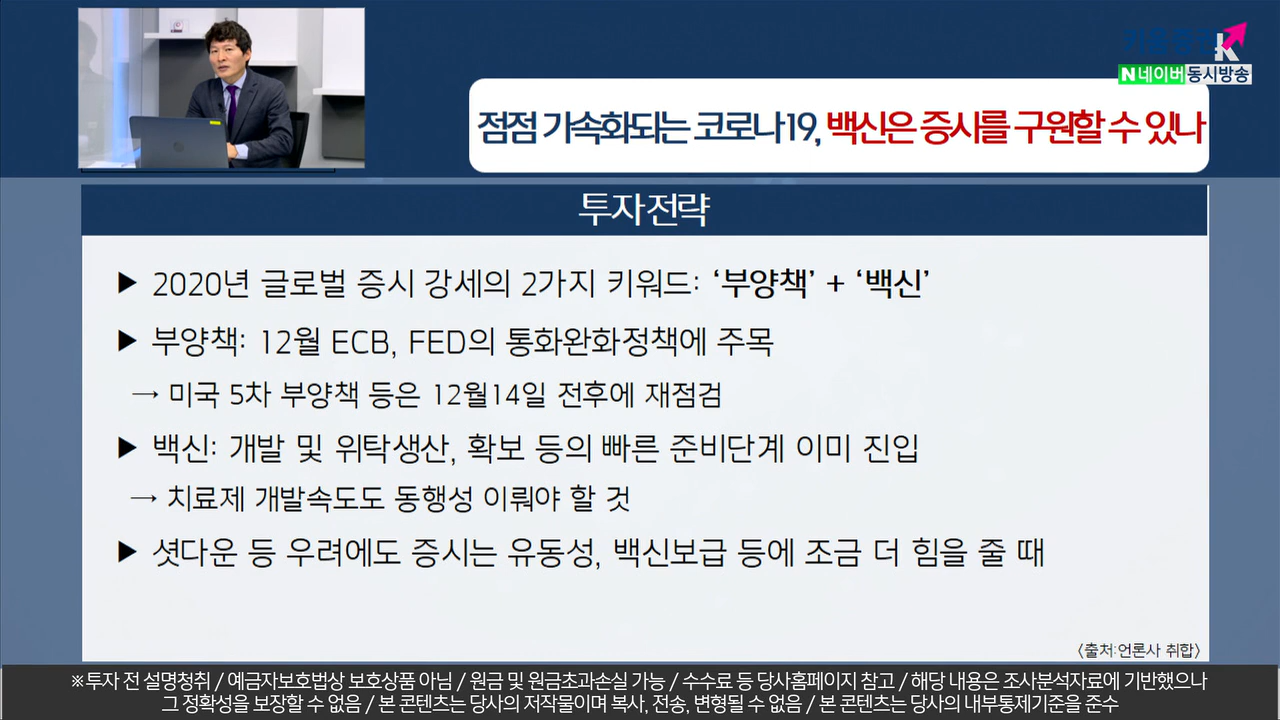 키움증권
N 네이버 동시방송
점점 가속화되는 코로나19, 백신은 증시를 구원할 수 있나
투자전략
▶ 2020년 글로벌 증시 강세의 2가지 키워드: ‘부양책’ + ‘백신’
▶ 부양책: 12월 ECB, FED의 통화완화정책에 주목
→ 미국 5차 부양책 등은 12월14일 전후에 재점검
▶ 백신: 개발 및 위탁생산, 확보 등의 빠른 준비단계 이미 진입
→ 치료제 개발속도도 동행성 이뤄야 할 것
▶ 셧다운 등 우려에도 증시는 유동성, 백신보급 등에 조금 더 힘을 줄 때
<출처:언론사 취합>
※투자 전 설명청취 / 예금자보호법상 보호상품 아님 / 원금 및 원금초과손실 가능 / 수수료 등 당사홈페이지 참고 / 해당 내용은 조사분석자료에 기반했으나
그 정확성을 보장할 수 없음 / 본 콘텐츠는 당사의 저작물이며 복사, 전송, 변형될 수 없음 / 본 콘텐츠는 당사의 내부통제기준을 준수